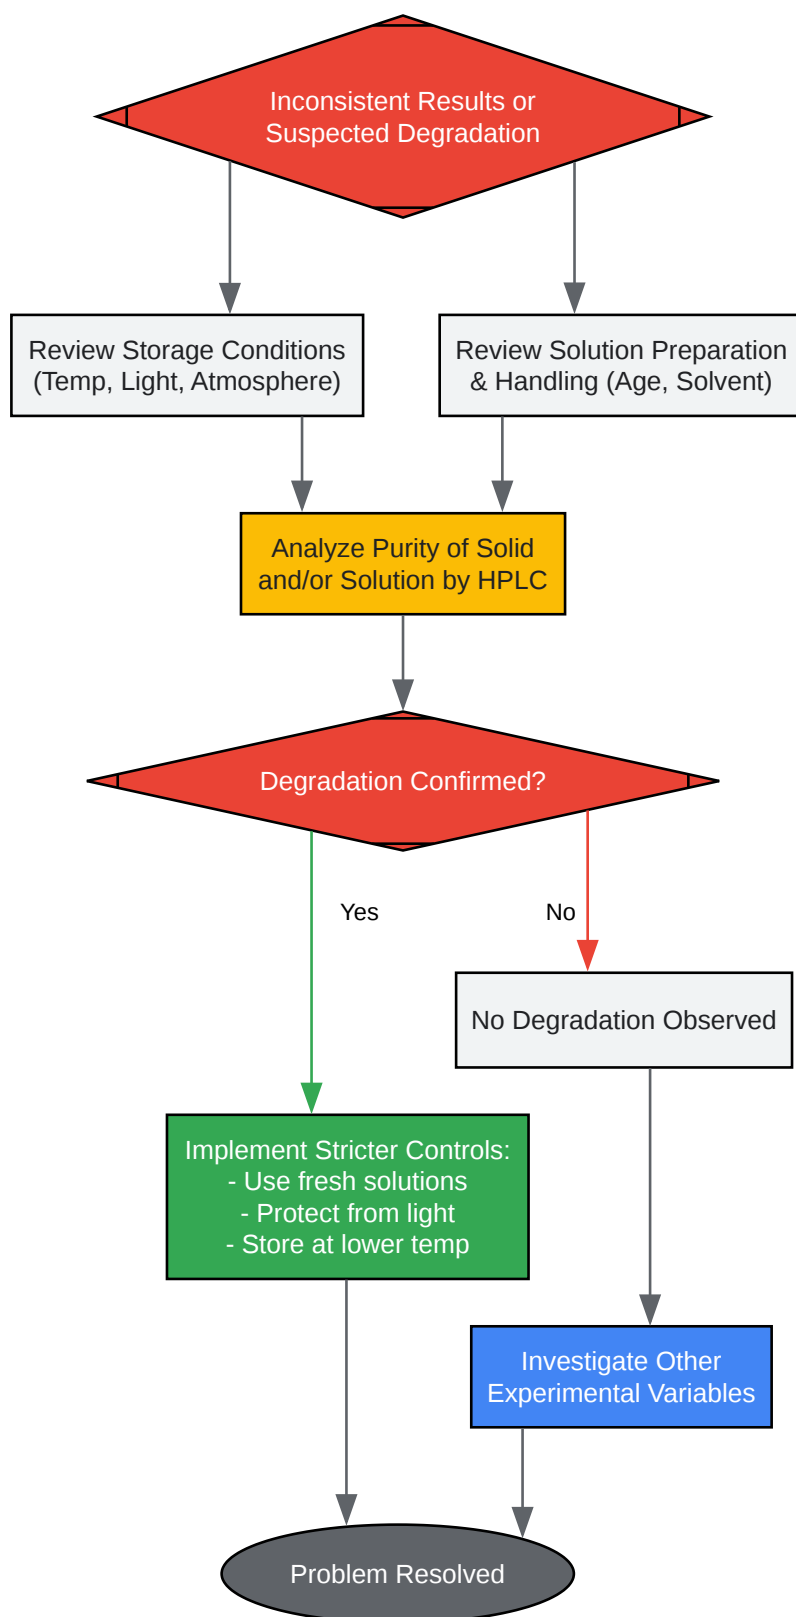 Inconsistent Results or
Suspected Degradation
Review Storage Conditions
(Temp, Light, Atmosphere)
Review Solution Preparation
& Handling (Age, Solvent)
Analyze Purity of Solid
and/or Solution by HPLC
Degradation Confirmed?
Yes
No
No Degradation Observed
Implement Stricter Controls:
- Use fresh solutions
- Protect from light
- Store at lower temp
Investigate Other
Experimental Variables
Problem Resolved